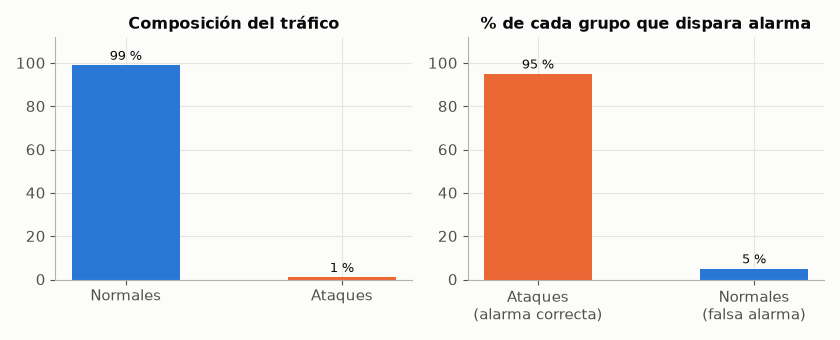 Composición del tráfico
100
80
60
40
20
0
99 %
1 %
Normales
Ataques
% de cada grupo que dispara alarma
100
80
60
40
20
0
95 %
5 %
Ataques
(alarma correcta)
Normales
(falsa alarma)